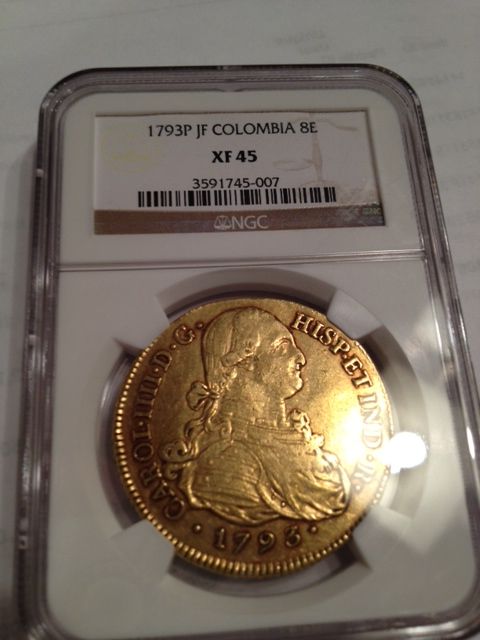 1793P JF COLOMBIA 8E
XF 45
3591745-007
NGC
CAROL·IIII·D·G· HISP·ET IND·R·
·1793·